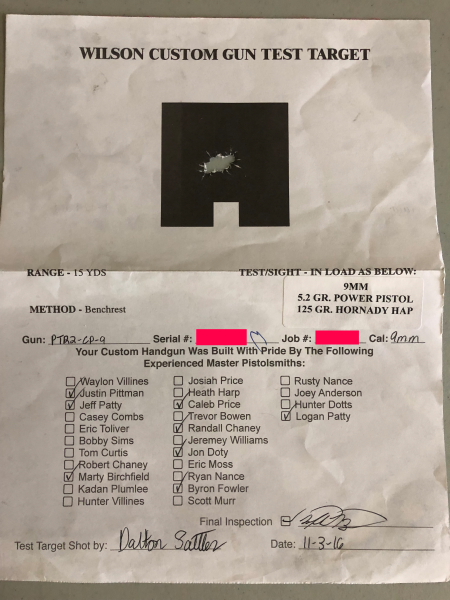 WILSON CUSTOM GUN TEST TARGET
RANGE - 15 YDS TEST/SIGHT - IN LOAD AS BELOW:
9MM
5.2 GR. POWER PISTOL
METHOD - Benchrest 125 GR. HORNADY HAP
Gun: PTR2-CP-9 Serial #: Job #: Cal: 9mm
Your Custom Handgun Was Built With Pride By The Following
Experienced Master Pistolsmiths:
Waylon Villines Josiah Price Rusty Nance
Justin Pittman Heath Harp Joey Anderson
Jeff Patty Caleb Price Hunter Dotts
Casey Combs Trevor Bowen Logan Patty
Eric Toliver Randall Chaney
Bobby Sims Jeremey Williams
Tom Curtis Jon Doty
Robert Chaney Eric Moss
Marty Birchfield Ryan Nance
Kadan Plumlee Byron Fowler
Hunter Villines Scott Murr
Final Inspection
Test Target Shot by: Dalton Sattler Date: 11-3-16